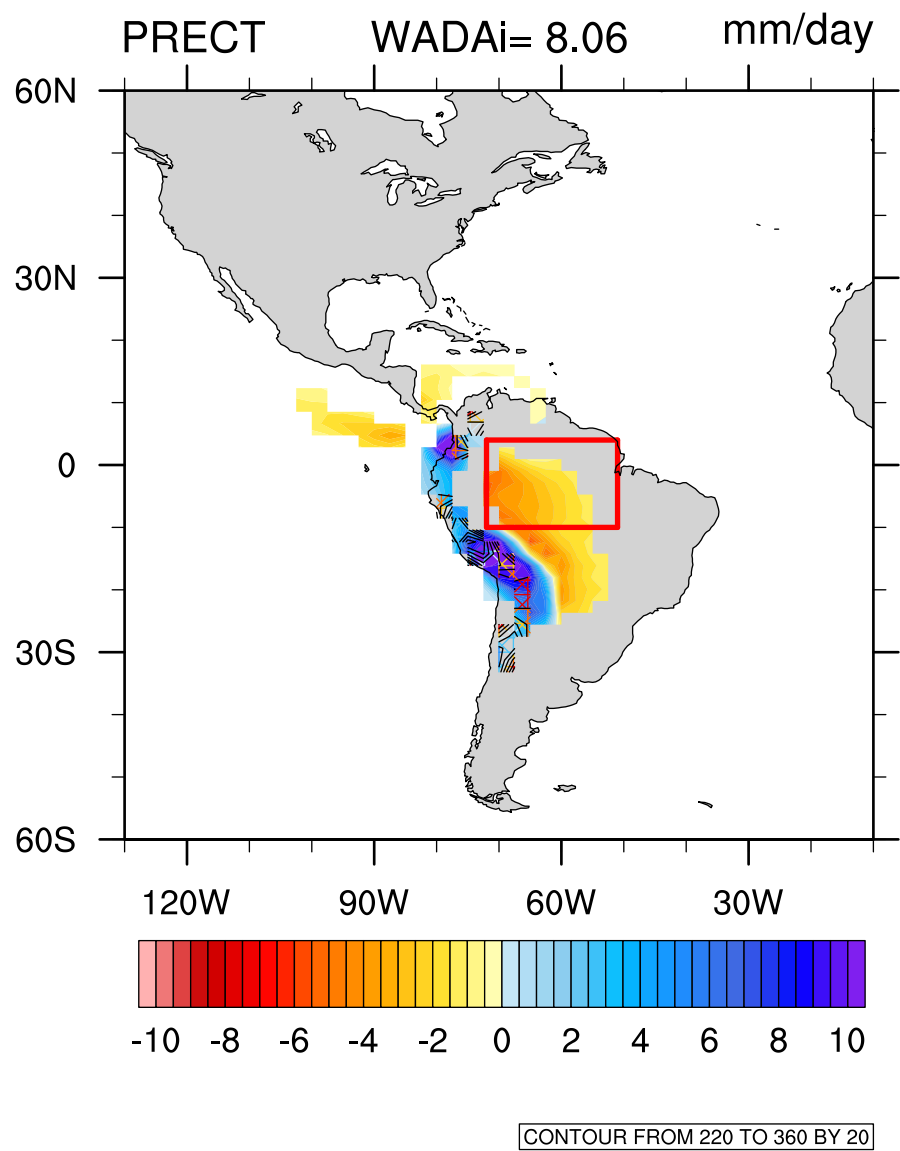 PRECT WADAi= 8.06 mm/day
60N
30N
0
30S
60S
120W 90W 60W 30W
-10 -8 -6 -4 -2 0 2 4 6 8 10
CONTOUR FROM 220 TO 360 BY 20